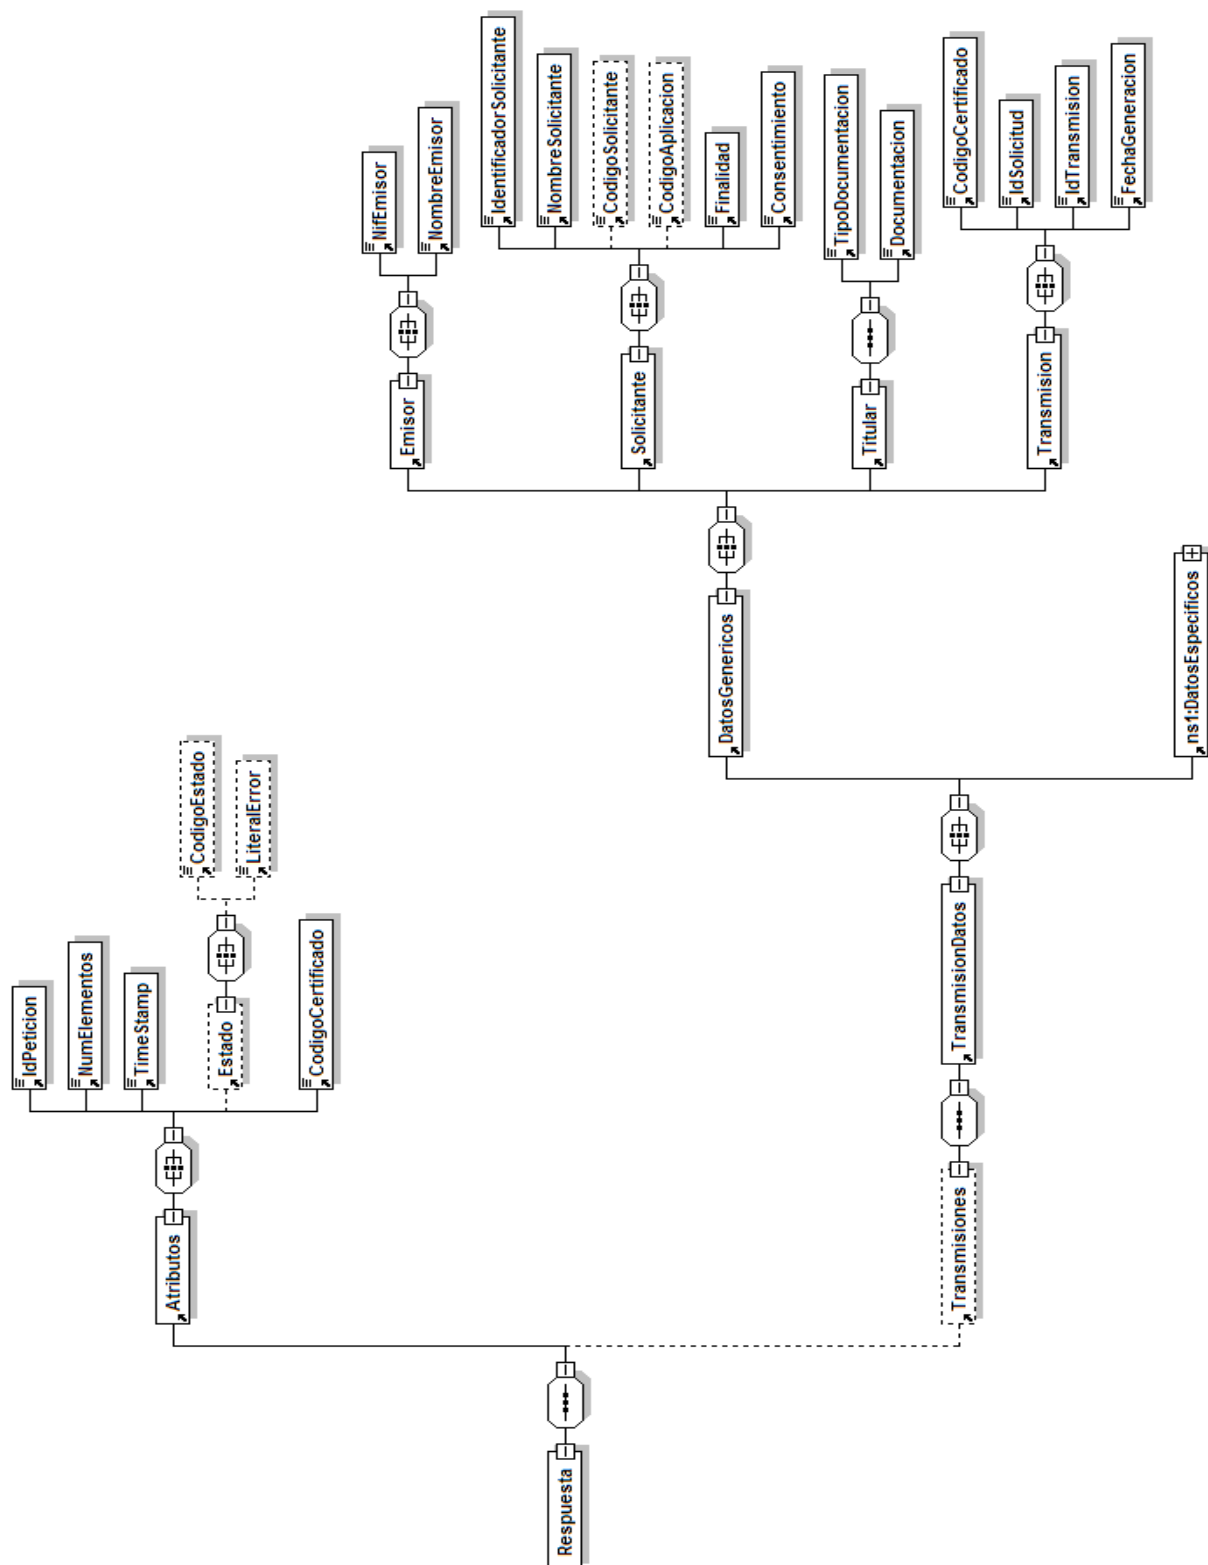 Respuesta
Atributos
IdPeticion
NumElementos
TimeStamp
Estado
CodigoEstado
LiteralError
CodigoCertificado
Transmisiones
TransmisionDatos
DatosGenericos
Emisor
NifEmisor
NombreEmisor
Solicitante
IdentificadorSolicitante
NombreSolicitante
CodigoSolicitante
CodigoAplicacion
Finalidad
Consentimiento
Titular
TipoDocumentacion
Documentacion
Transmision
CodigoCertificado
IdSolicitud
IdTransmision
FechaGeneracion
ns1:DatosEspecificos